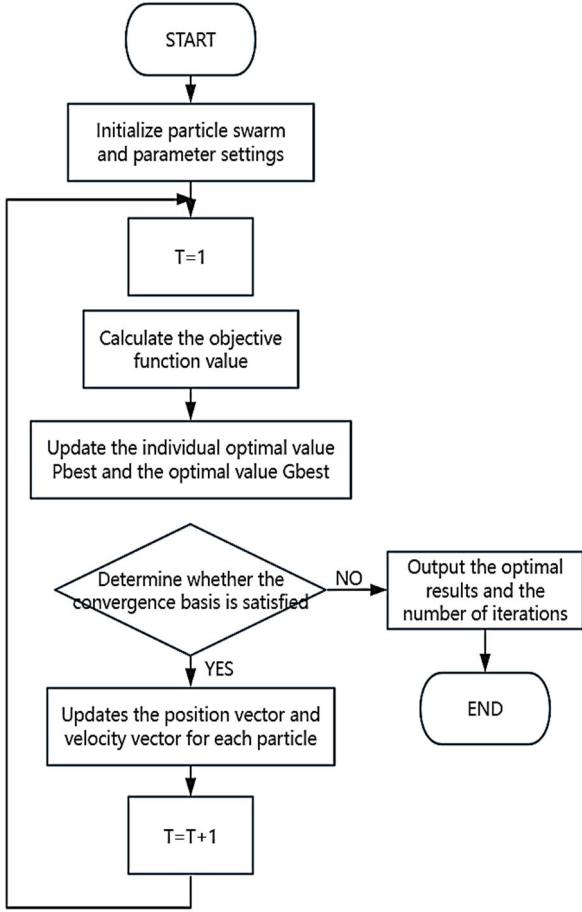 START
Initialize particle swarm
and parameter settings
T=1
Calculate the objective
function value
Update the individual optimal value
Pbest and the optimal value Gbest
Determine whether the
convergence basis is satisfied
NO
Output the optimal
results and the
number of iterations
YES
END
Updates the position vector and
velocity vector for each particle
T=T+1